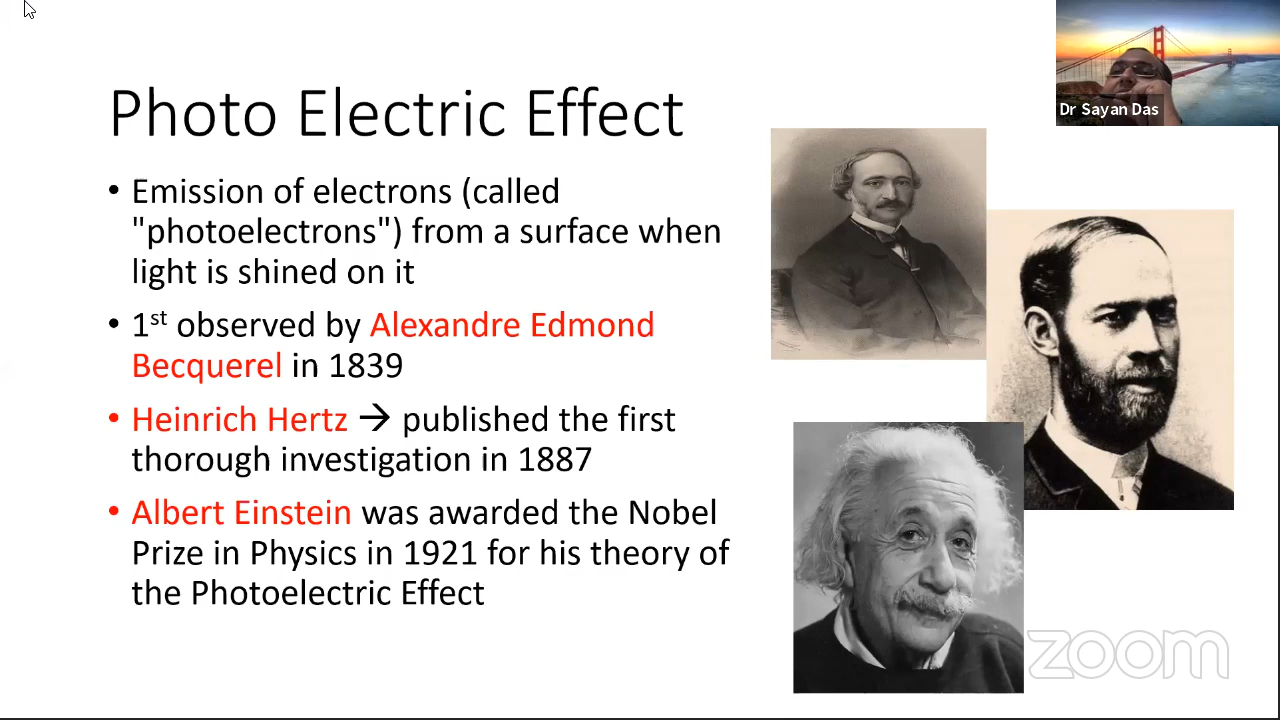 Photo Electric Effect
• Emission of electrons (called
"photoelectrons") from a surface when
light is shined on it
• 1st observed by Alexandre Edmond
Becquerel in 1839
• Heinrich Hertz → published the first
thorough investigation in 1887
• Albert Einstein was awarded the Nobel
Prize in Physics in 1921 for his theory of
the Photoelectric Effect
Dr Sayan Das
zoom